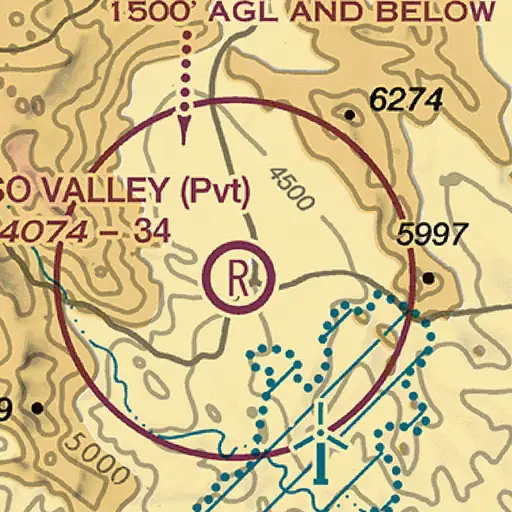 1500' AGL AND BELOW
6274
4500
SO VALLEY (Pvt)
4074 – 34
5997
R
9
5000